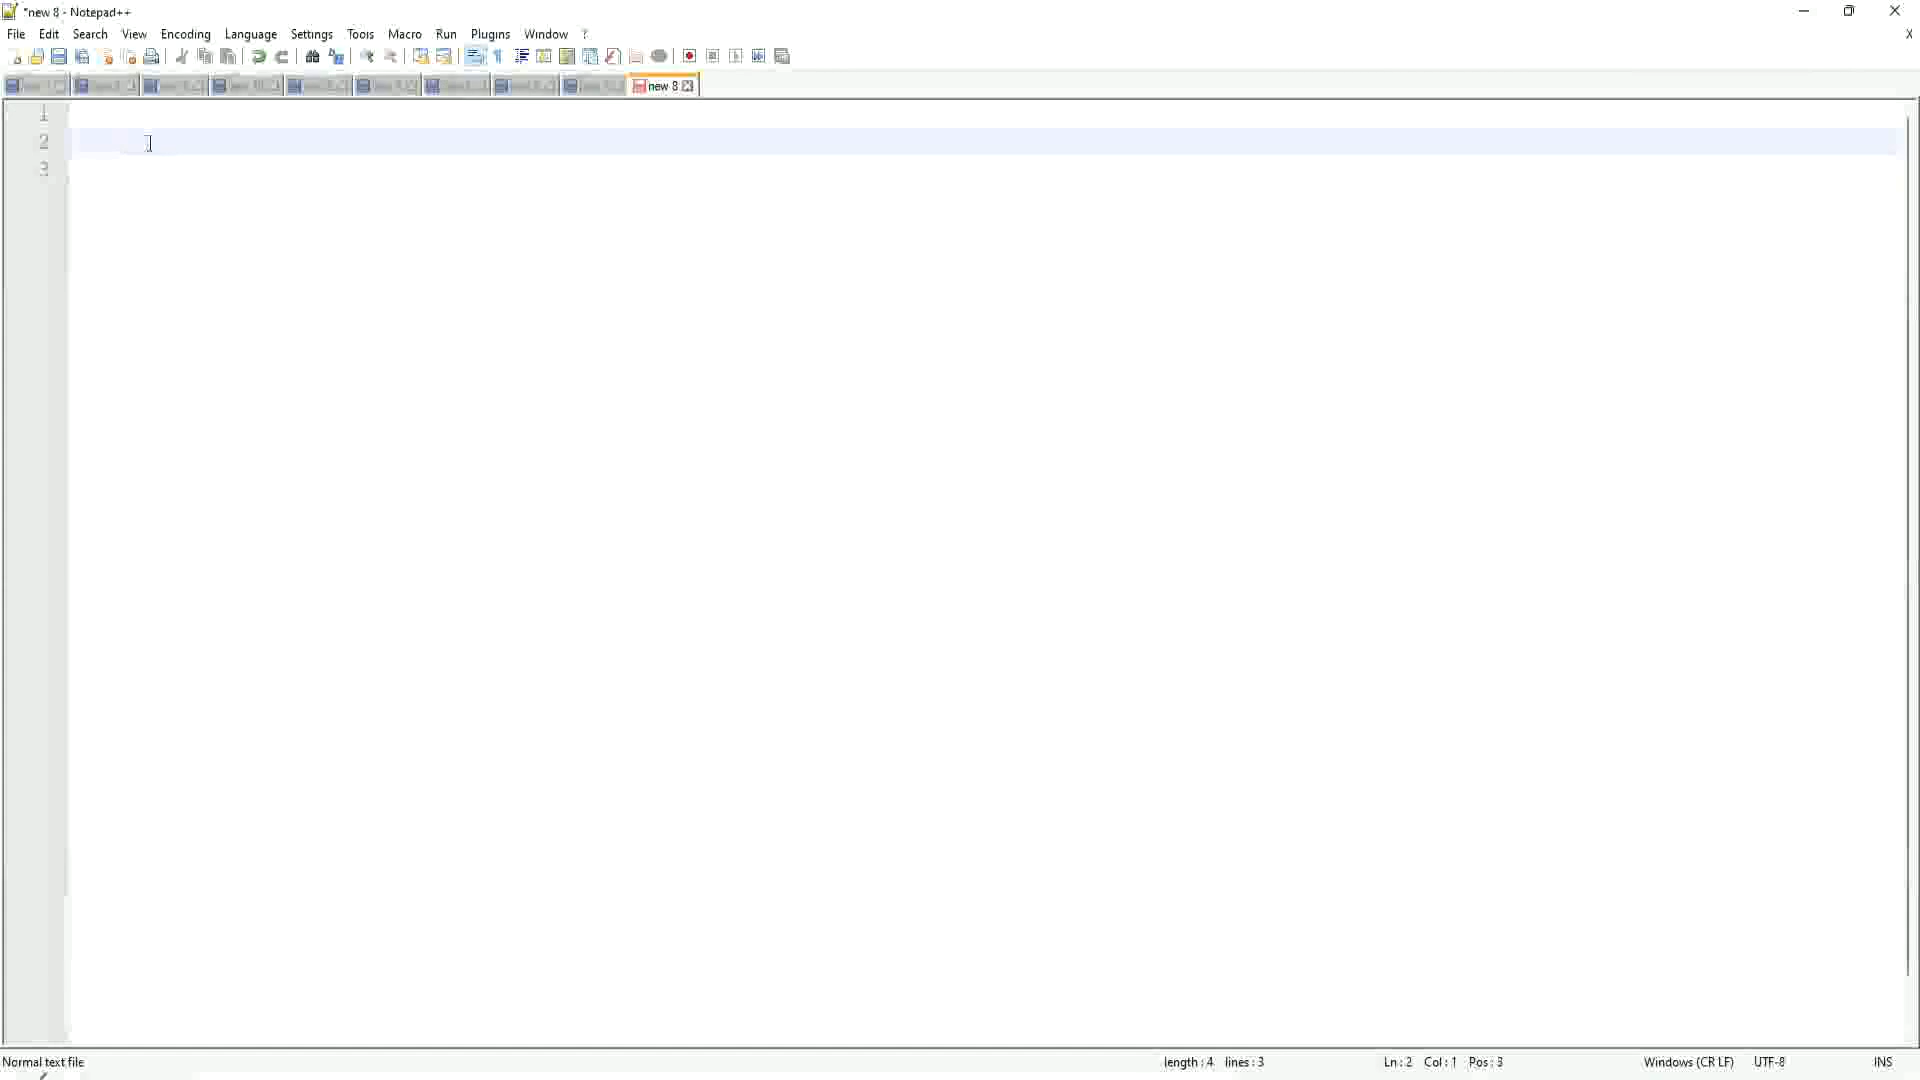 *new 8 - Notepad++
File Edit Search View Encoding Language Settings Tools Macro Run Plugins Window ?
X
new 8
1
2
3
Normal text file
length : 4 lines : 3
Ln : 2 Col : 1 Pos : 3
Windows (CR LF)
UTF-8
INS